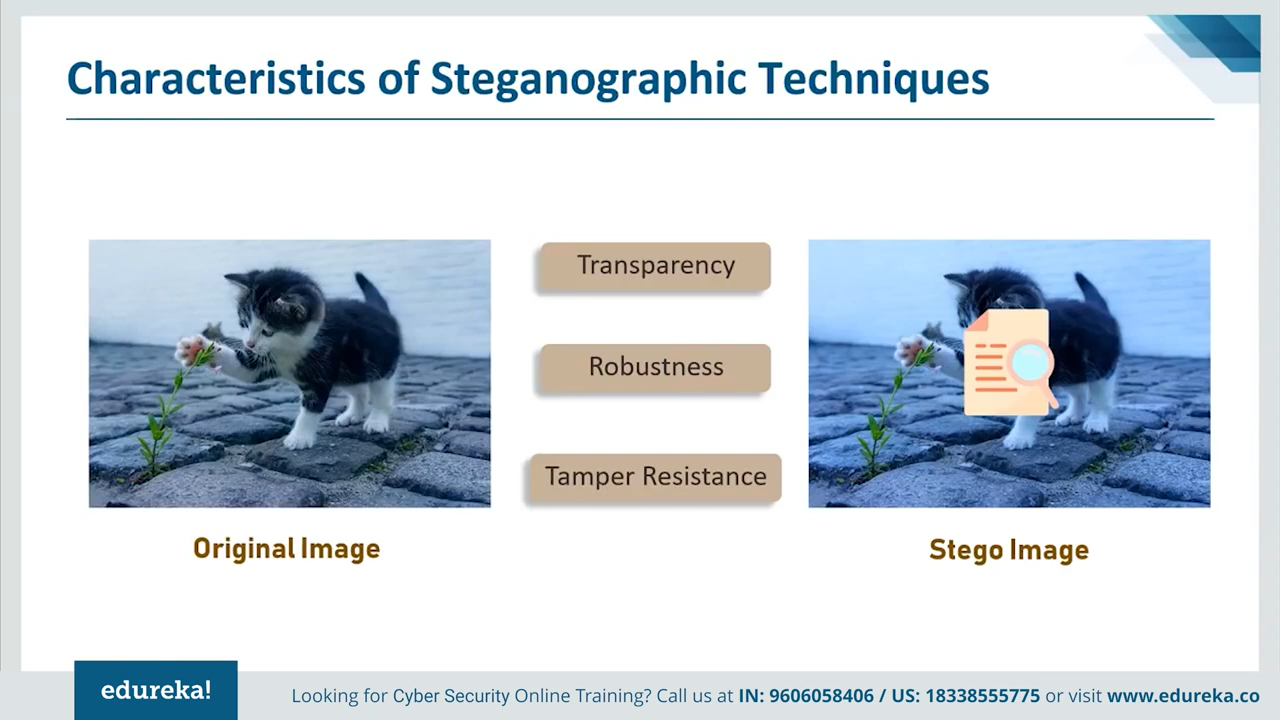 Characteristics of Steganographic Techniques
Transparency
Robustness
Tamper Resistance
Original Image
Stego Image
edureka!
Looking for Cyber Security Online Training? Call us at IN: 9606058406 / US: 18338555775 or visit www.edureka.co